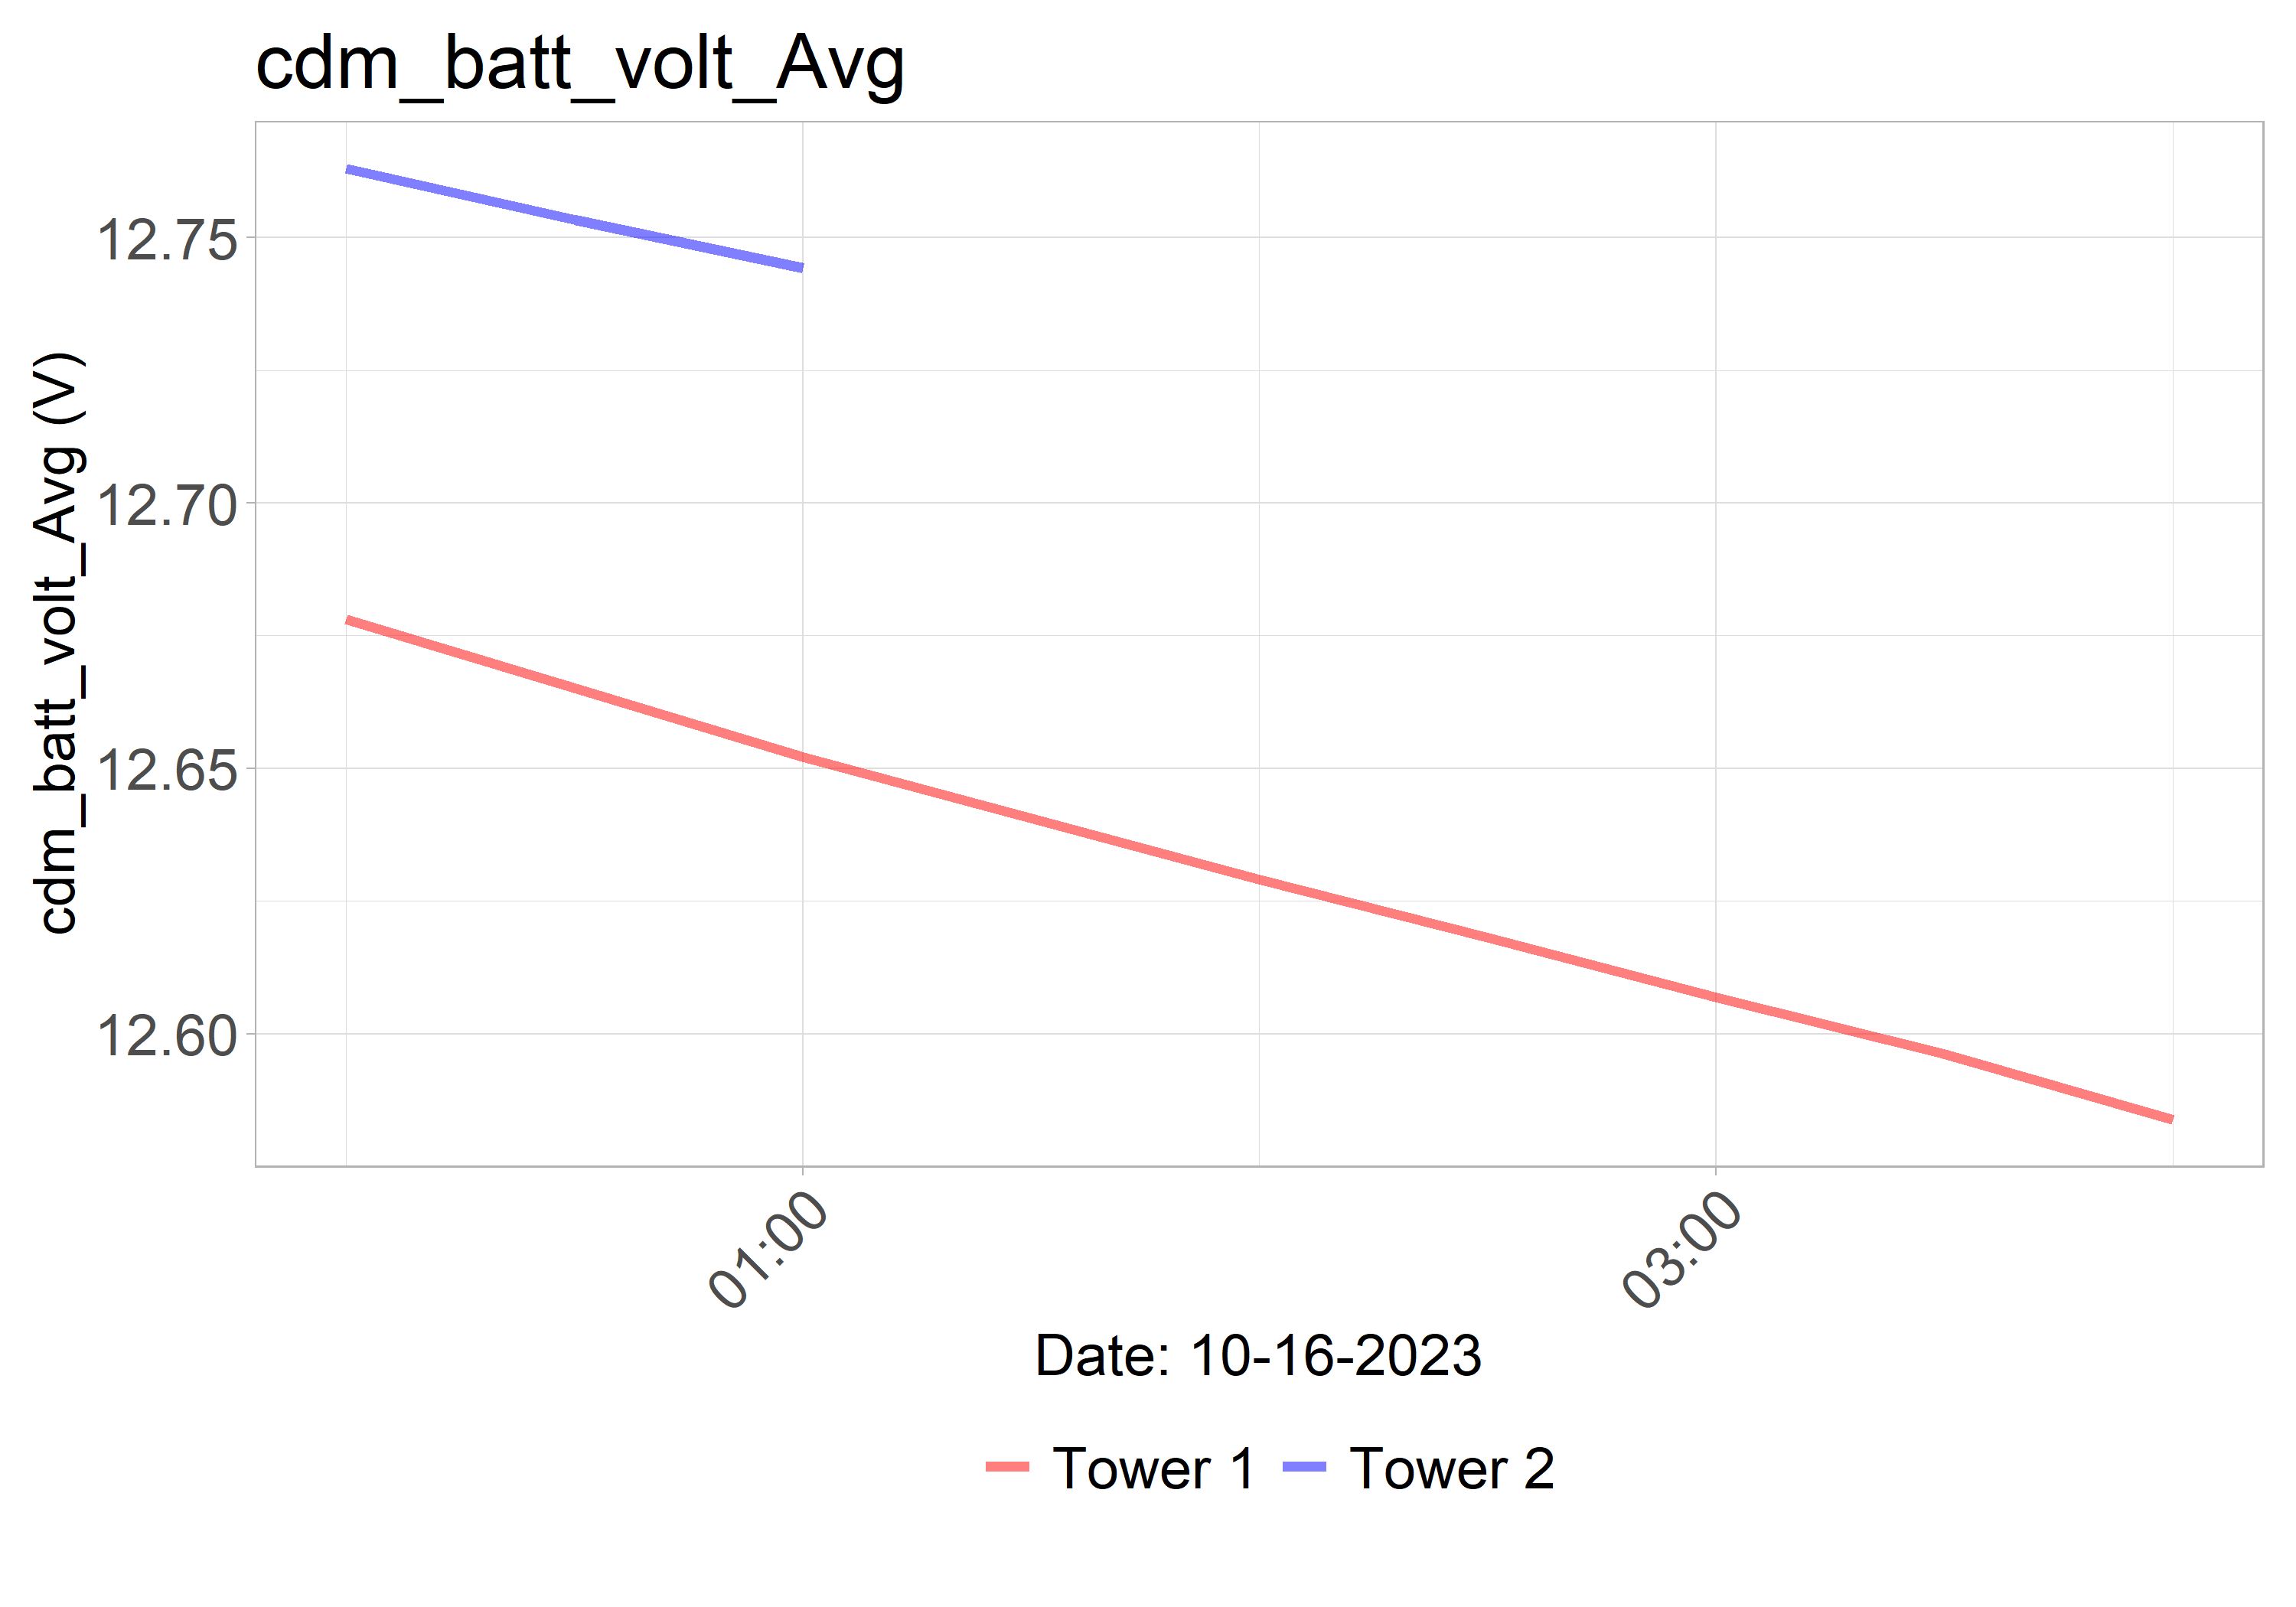 cdm_batt_volt_Avg
cdm_batt_volt_Avg (V)
12.75
12.70
12.65
12.60
01:00
03:00
Date: 10-16-2023
Tower 1
Tower 2